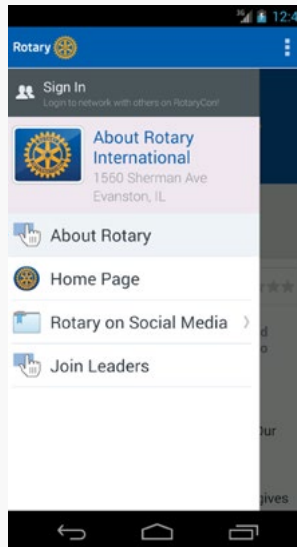 3G 12:4
Rotary
Sign In
Login to network with others on RotaryCon!
About Rotary
International
1560 Sherman Ave
Evanston, IL
About Rotary
d
Home Page
o
Rotary on Social Media
Join Leaders
Our
gives